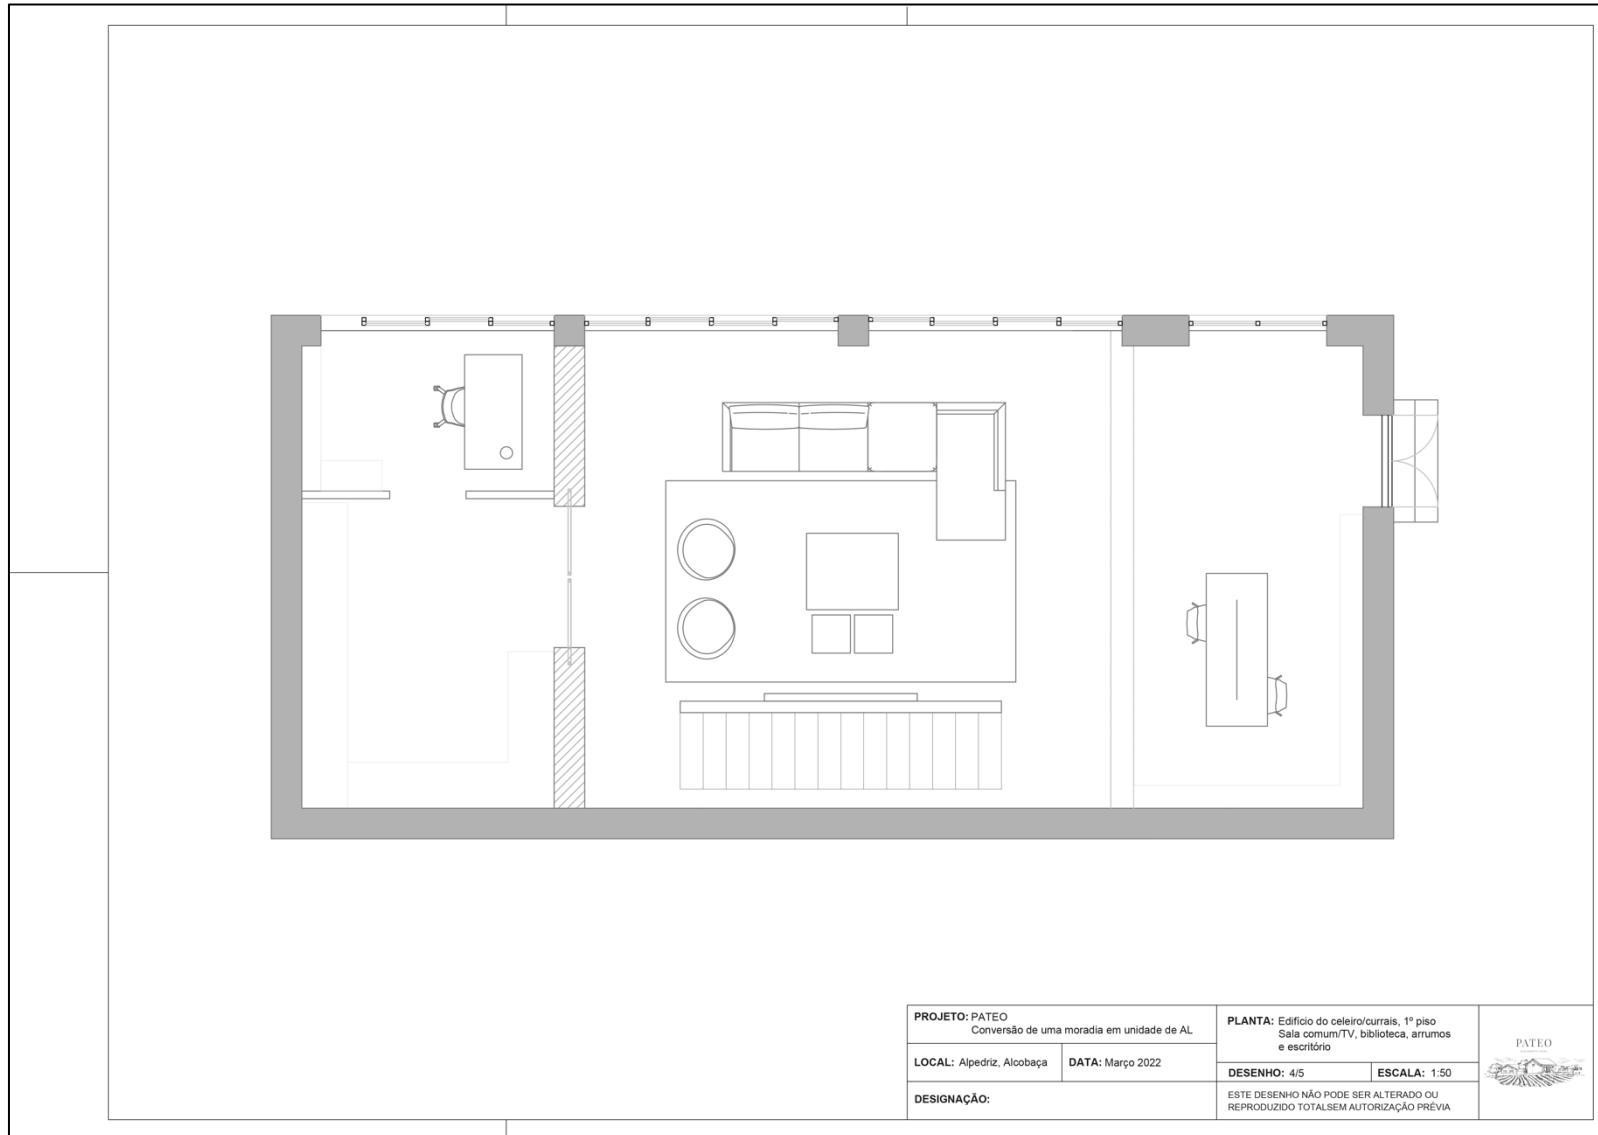 PROJETO: PATEO
Conversão de uma moradia em unidade de AL
LOCAL: Alpedriz, Alcobaça
DATA: Março 2022
DESIGNAÇÃO:
PLANTA: Edifício do celeiro/currais, 1º piso
Sala comum/TV, biblioteca, arrumos
e escritório
DESENHO: 4/5
ESCALA: 1:50
ESTE DESENHO NÃO PODE SER ALTERADO OU
REPRODUZIDO TOTALSEM AUTORIZAÇÃO PRÉVIA
PATEO